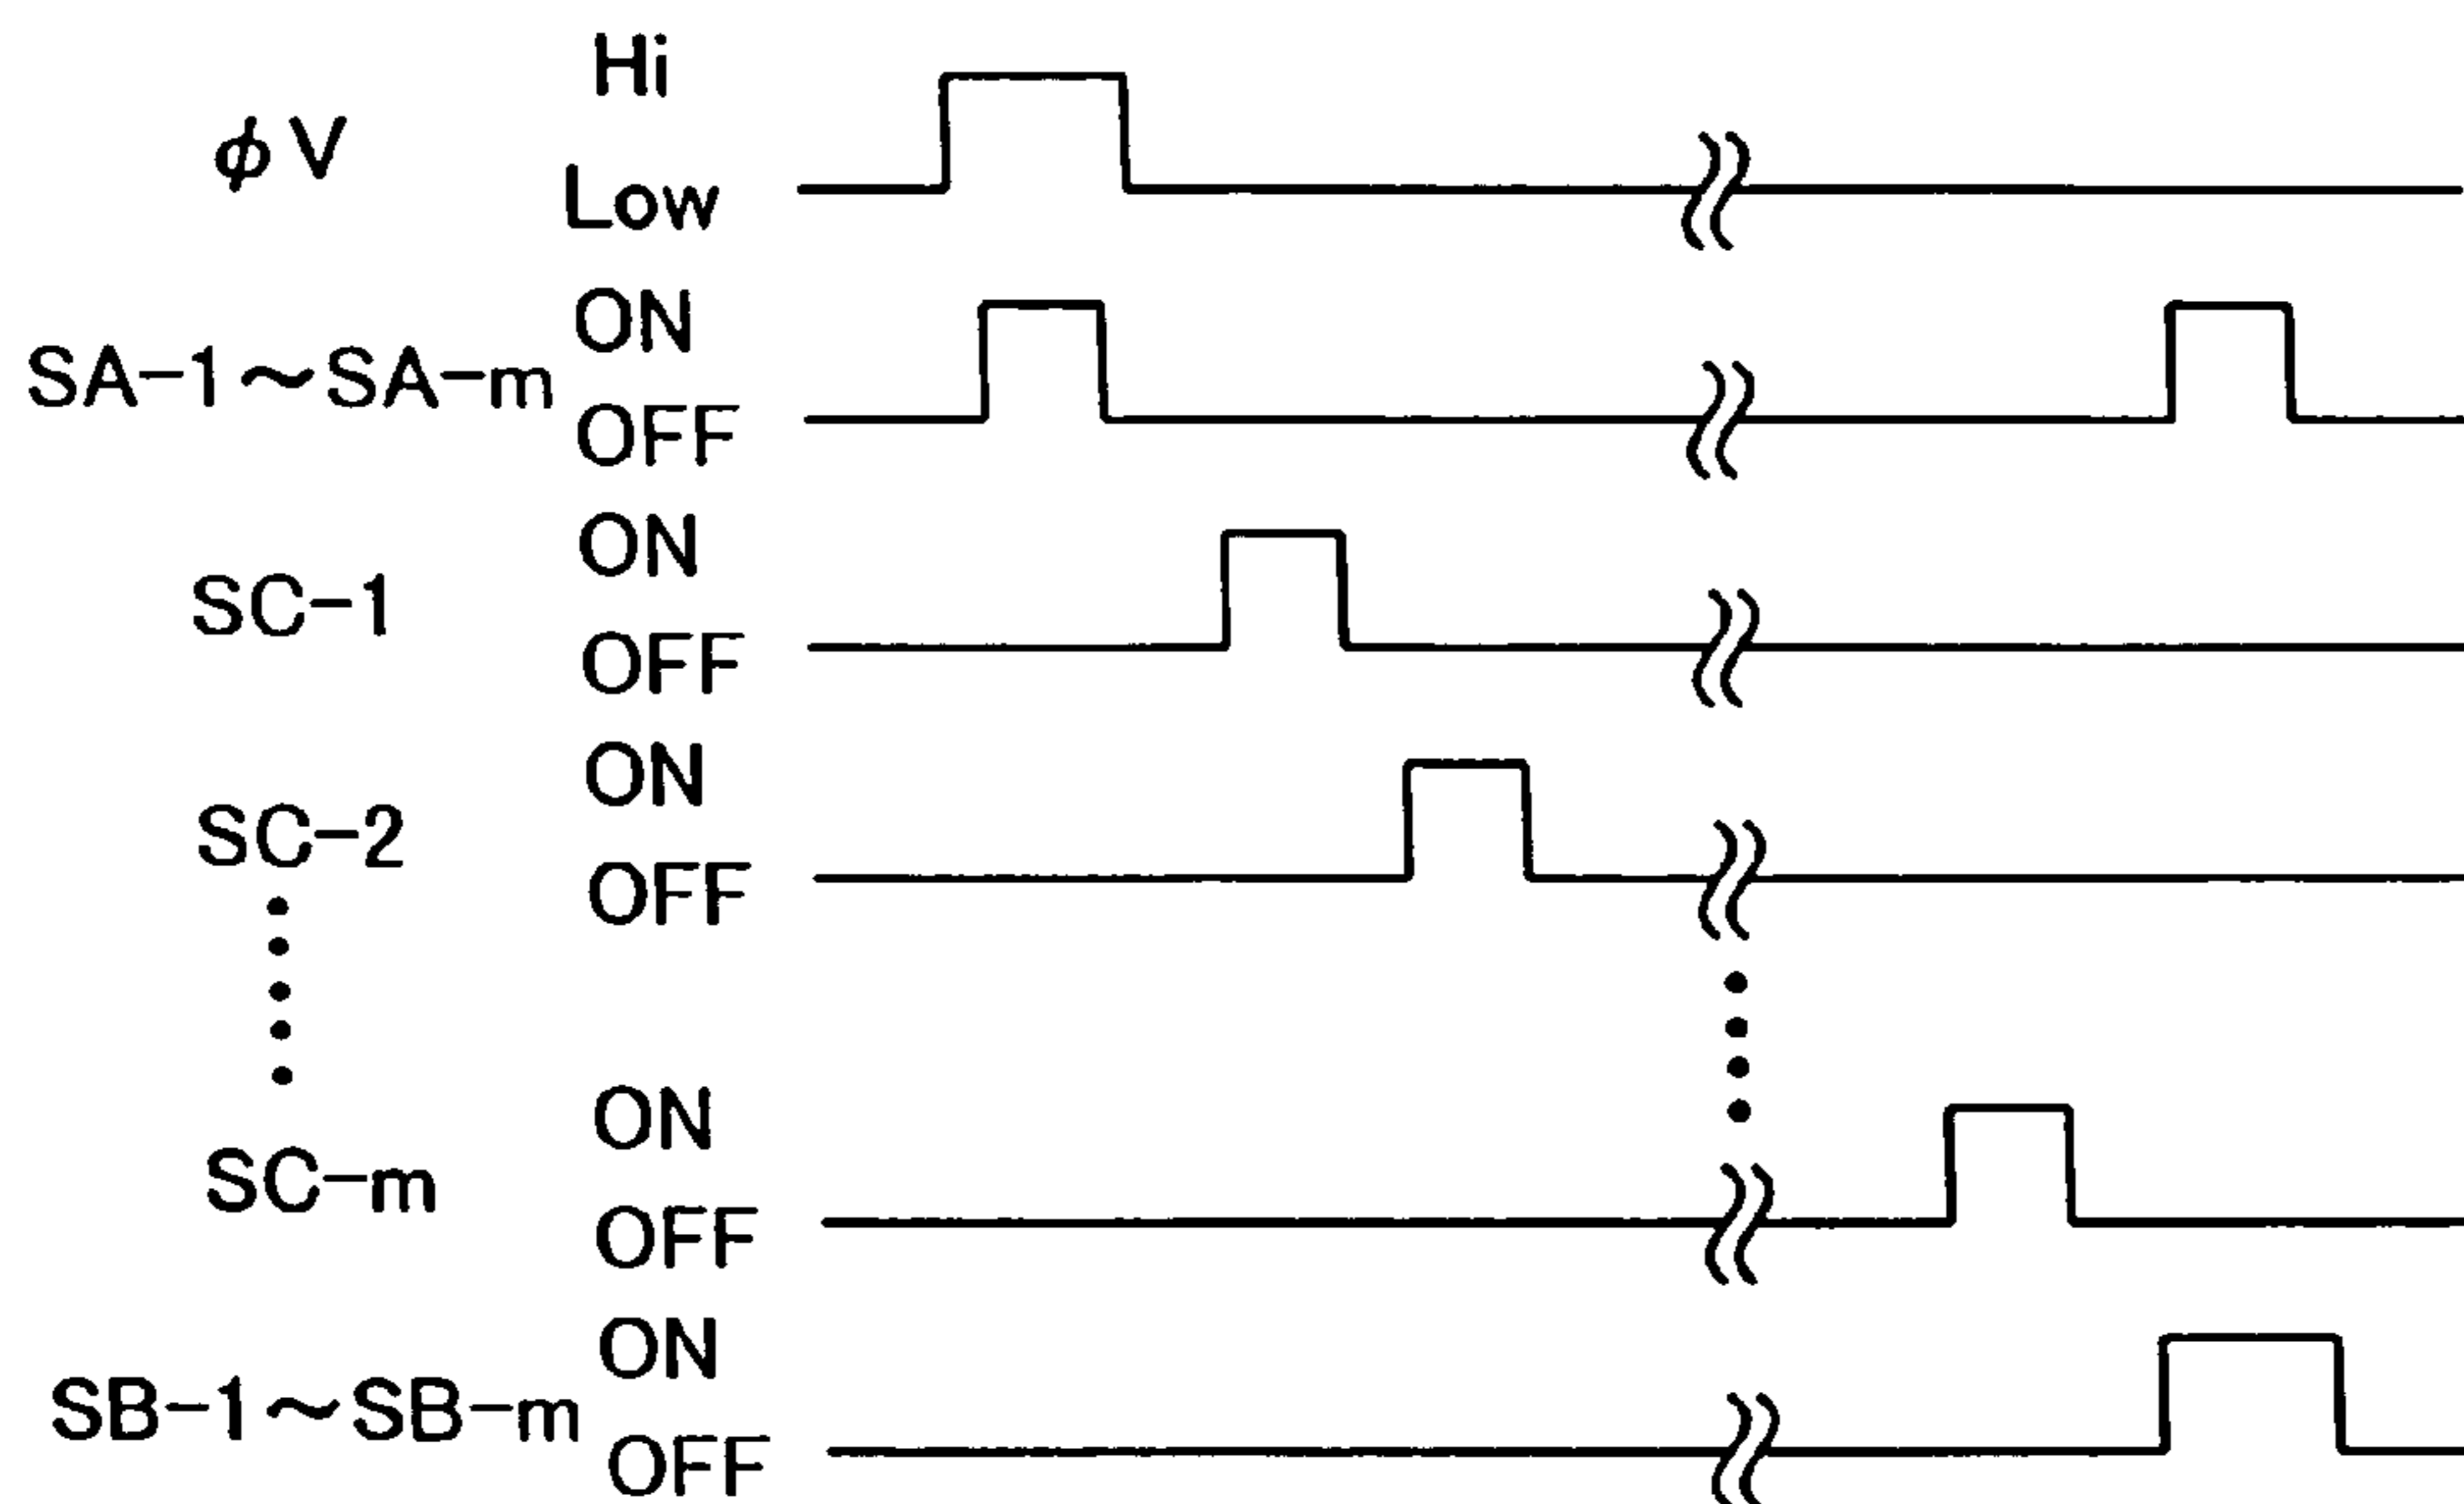 Hi
ϕV
Low
ON
SA-1~SA-m
OFF
ON
SC-1
OFF
ON
SC-2
OFF
ON
SC-m
OFF
ON
SB-1~SB-m
OFF